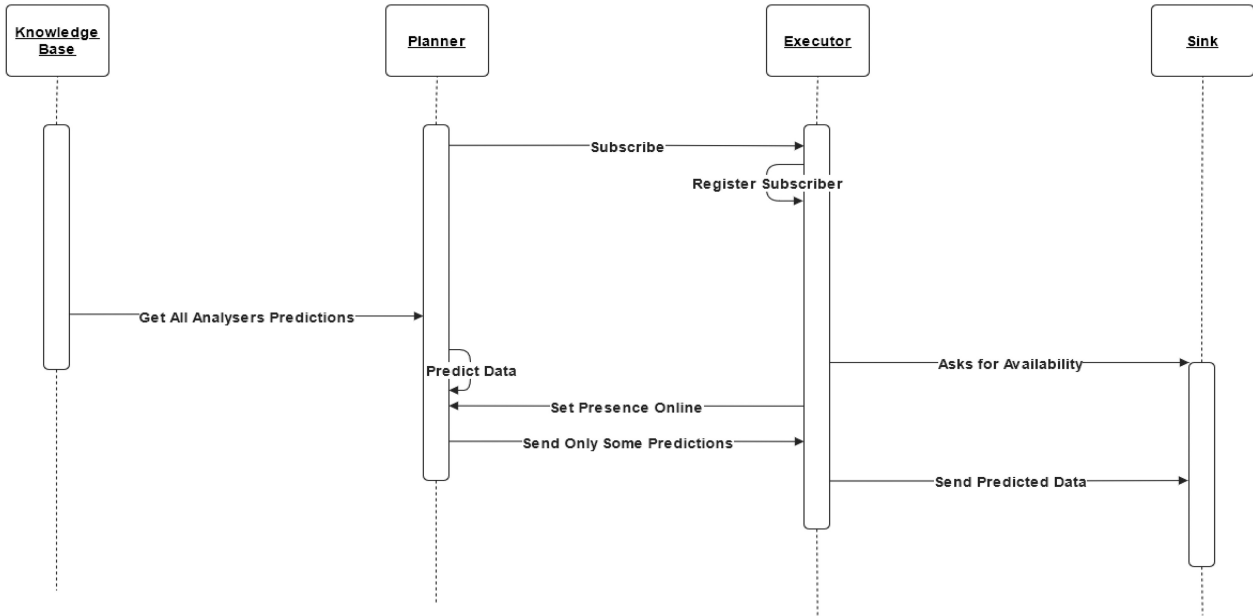 Knowledge
Base
Planner
Executor
Sink
Subscribe
Register Subscriber
Get All Analysers Predictions
Predict Data
Asks for Availability
Set Presence Online
Send Only Some Predictions
Send Predicted Data